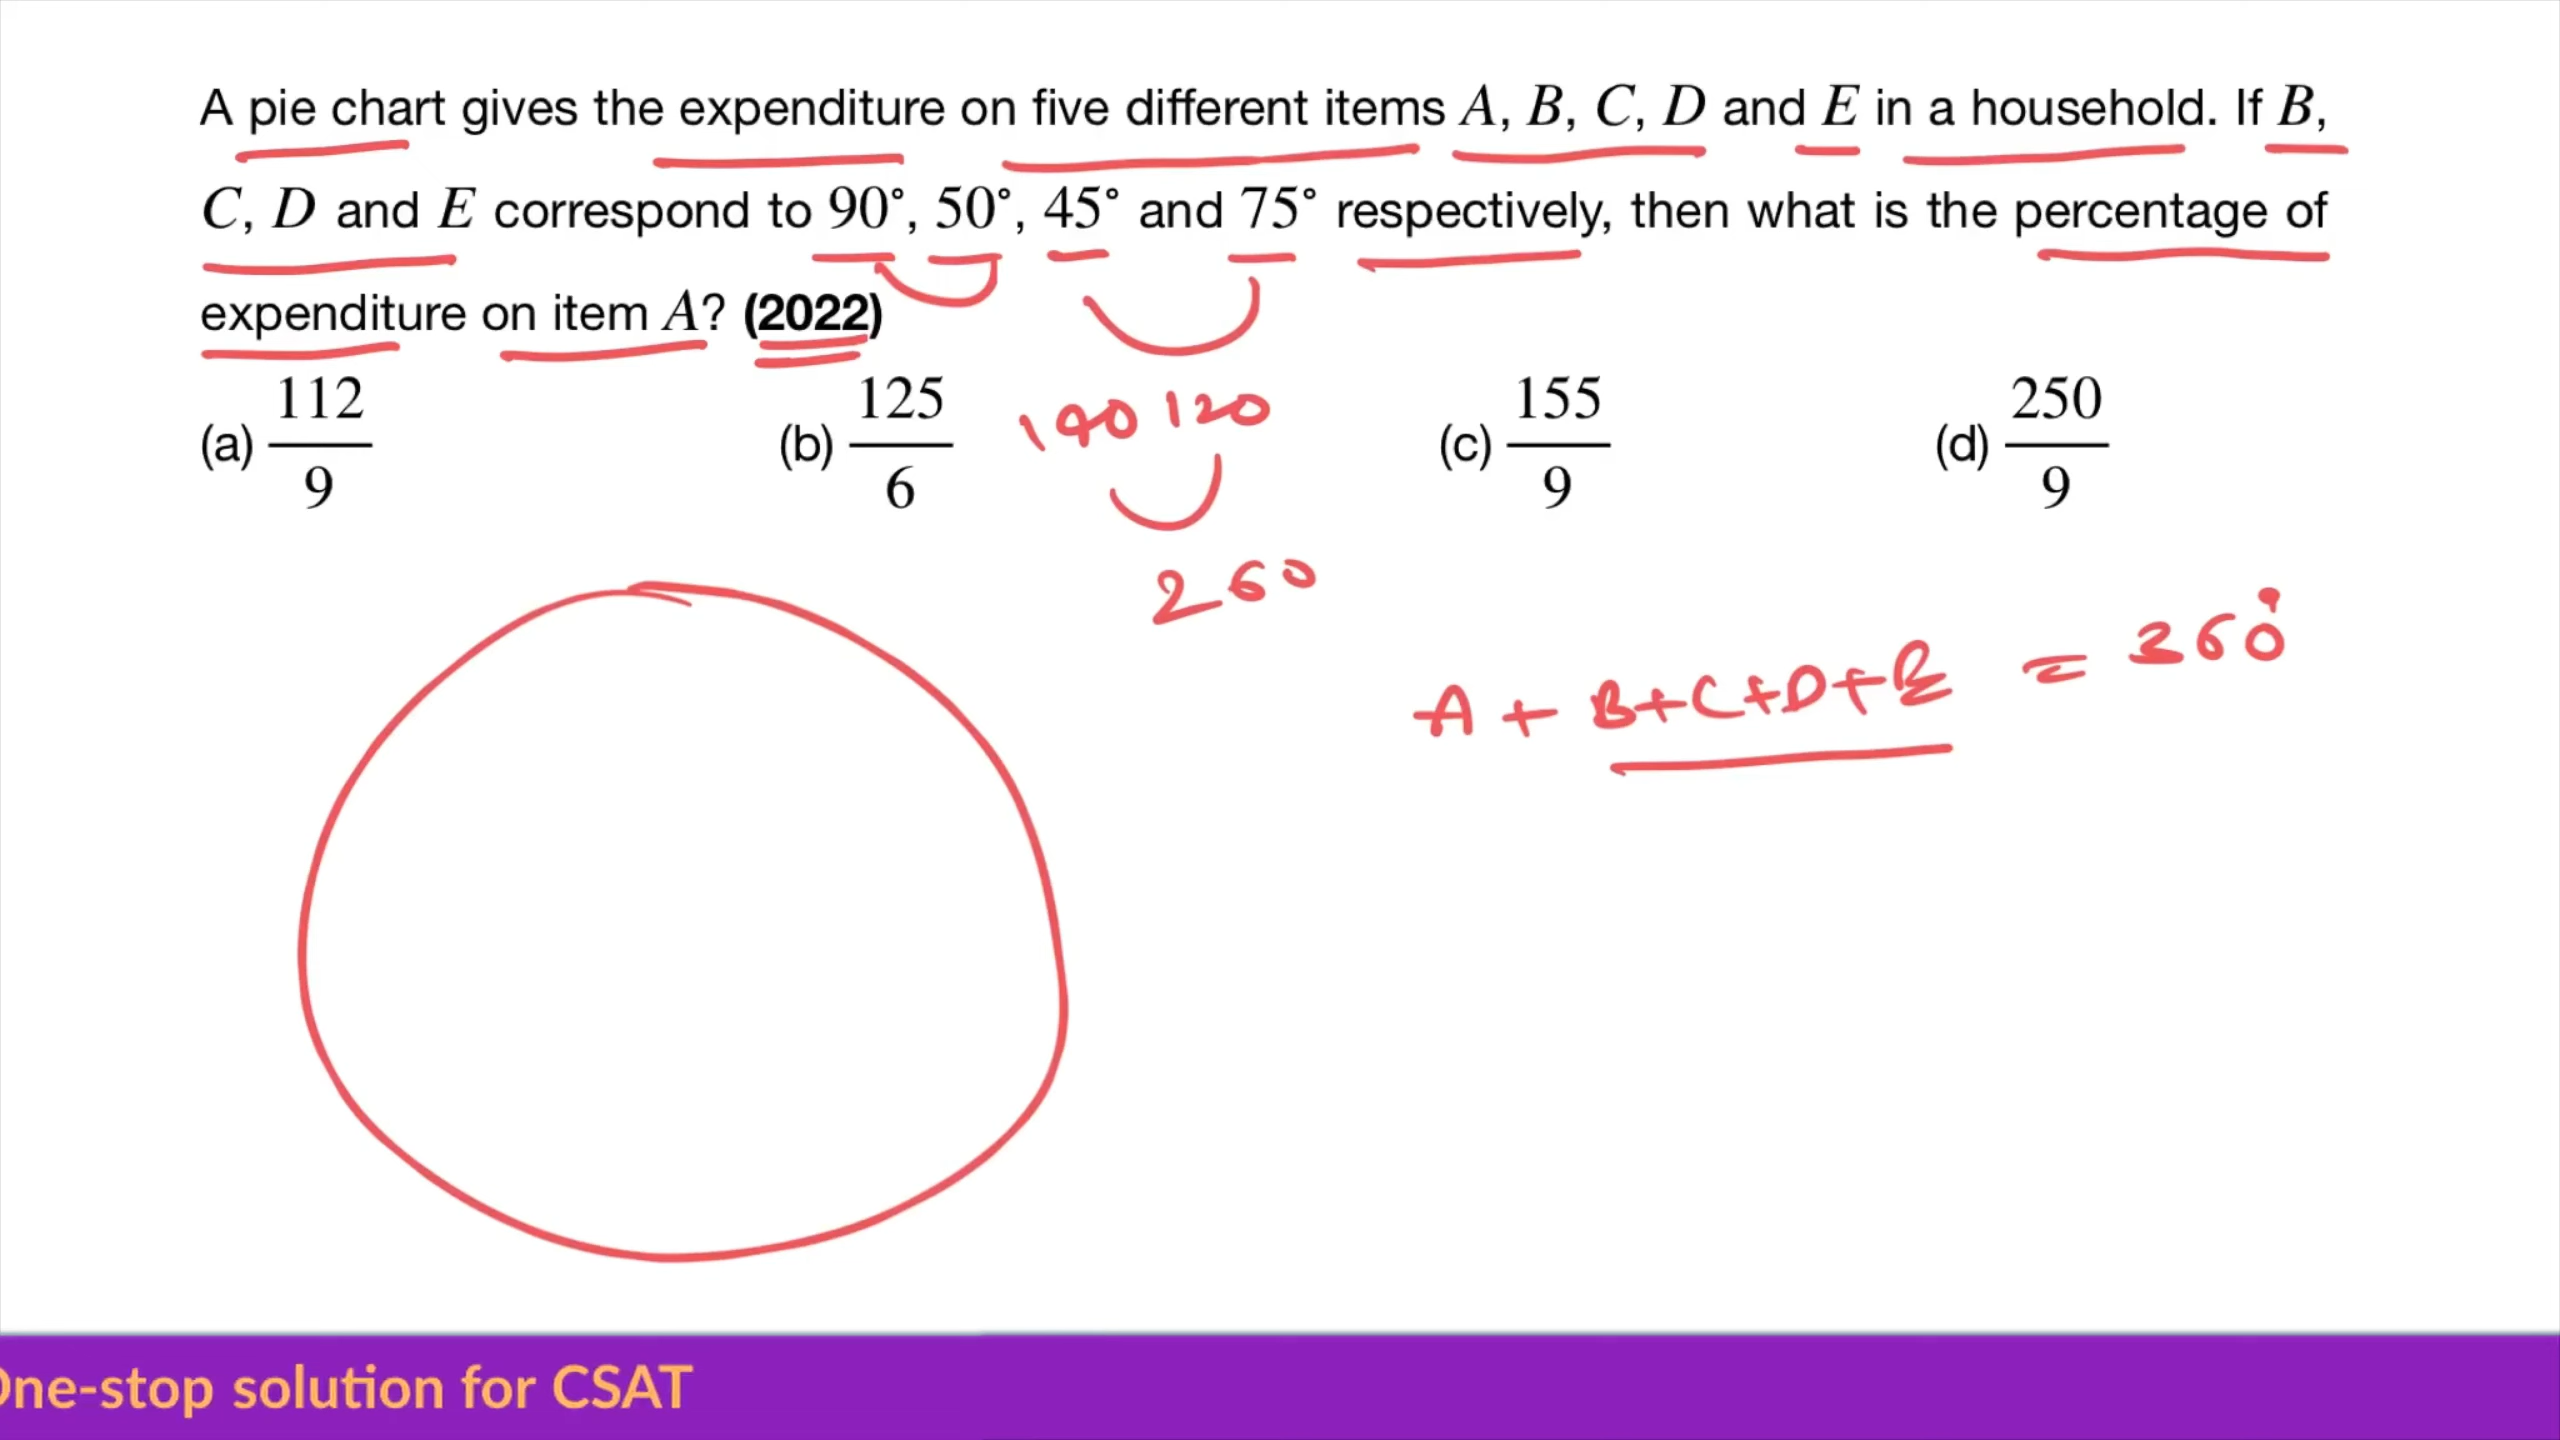 A pie chart gives the expenditure on five different items A, B, C, D and E in a household. If B,
C, D and E correspond to 90°, 50°, 45° and 75° respectively, then what is the percentage of
expenditure on item A? (2022)
(a) 112/9 (b) 125/6 (c) 155/9 (d) 250/9
140 120
260
A + B+C+D+E = 360°
One-stop solution for CSAT